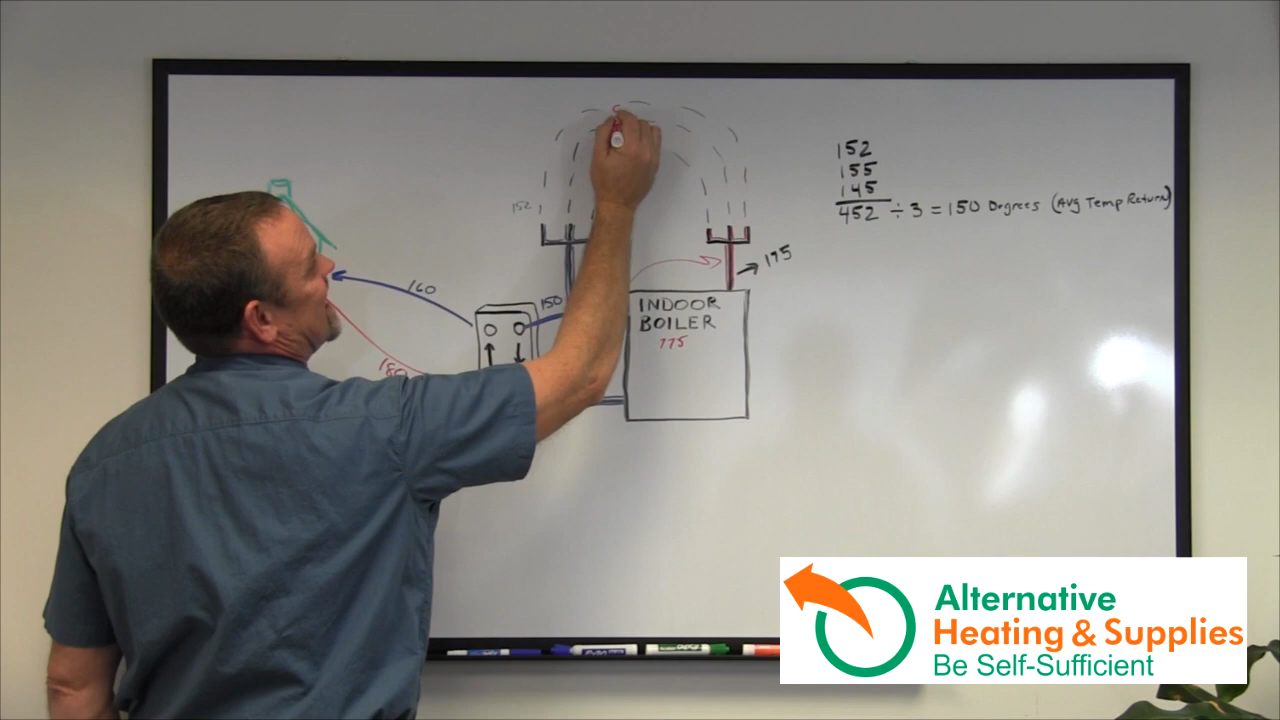 152
155
145
452 ÷ 3 = 150 Degrees (Avg Temp Return)
152
175
160
150
INDOOR
BOILER
175
180
Alternative
Heating & Supplies
Be Self-Sufficient